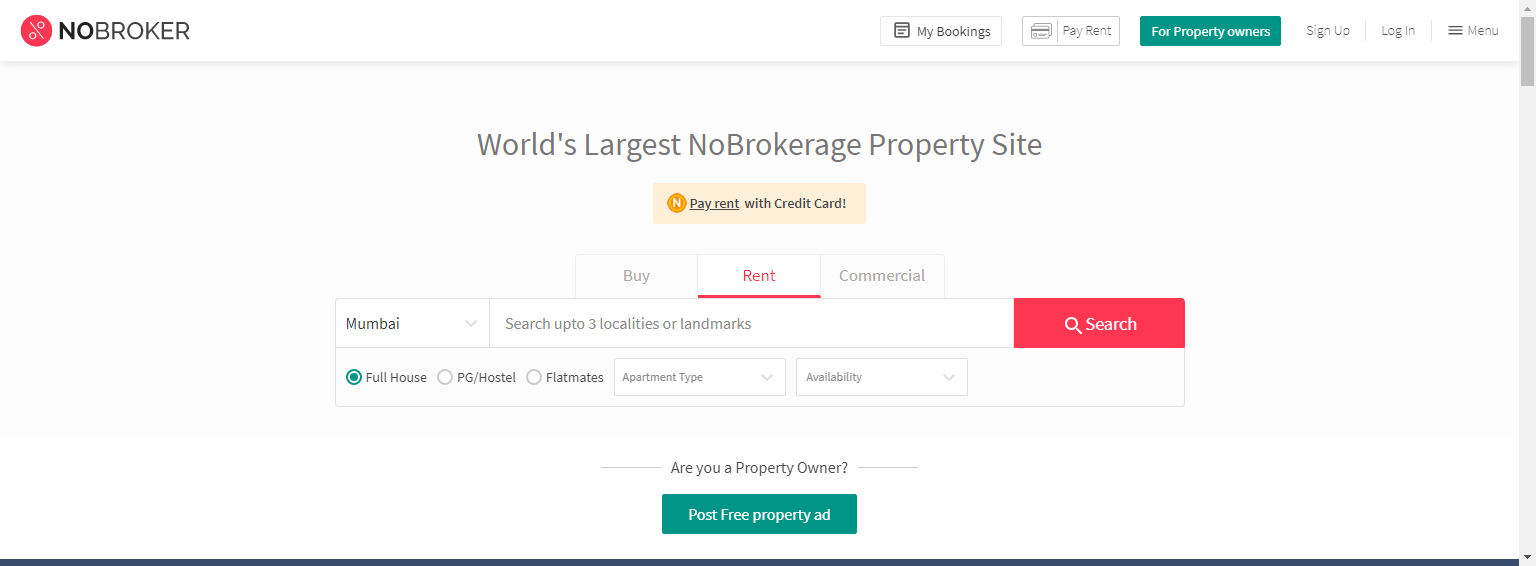 NOBROKER My Bookings Pay Rent For Property owners Sign Up Log In Menu
World's Largest NoBrokerage Property Site
N Pay rent with Credit Card!
Buy Rent Commercial
Mumbai Search upto 3 localities or landmarks Search
Full House PG/Hostel Flatmates Apartment Type Availability
Are you a Property Owner?
Post Free property ad